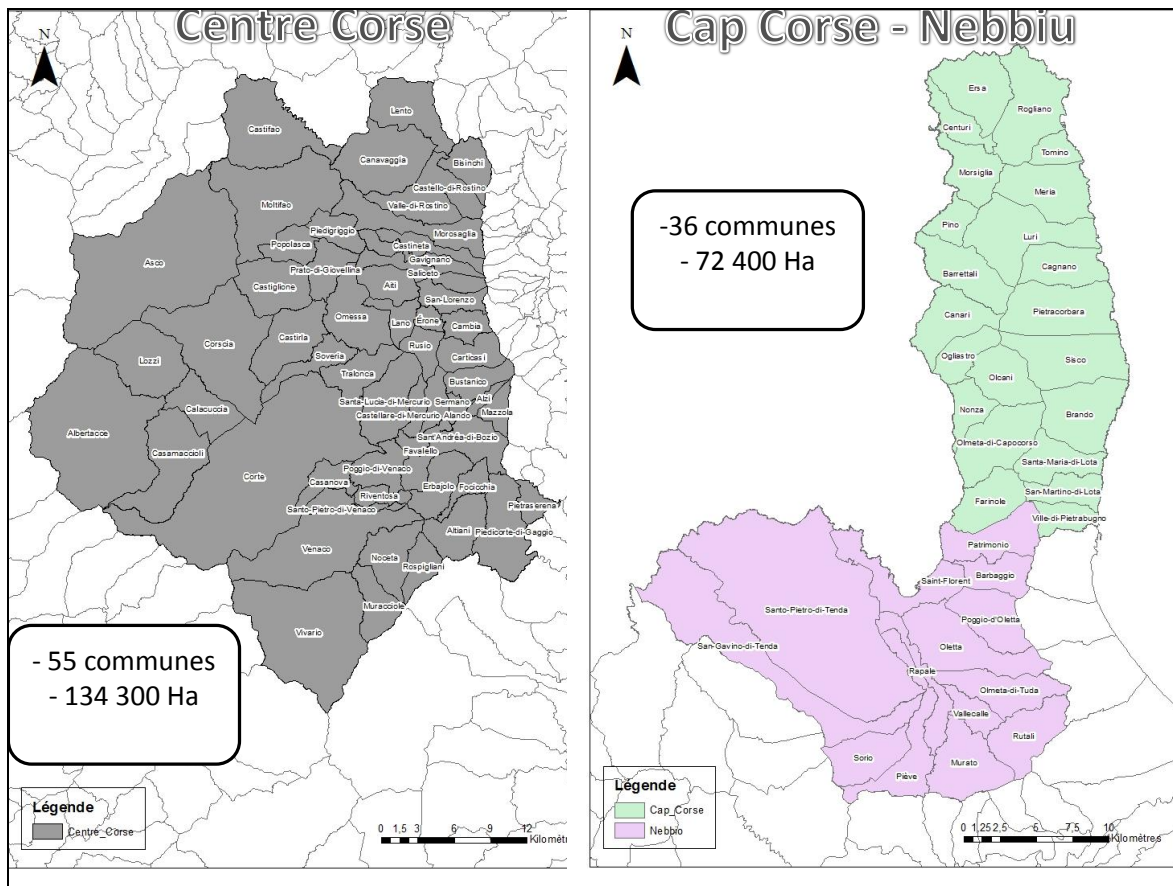 Centre Corse
N
Lento
Castifao
Canavaggia
Bisinchi
Castello-di-Rostino
Valle-di-Rostino
Moltifao
Piedigriggio
Morosaglia
Popolasca
Castineta
Gavignano
Asco
Prato-di-Giovellina
Saliceto
Castiglione
Aiti
San-Lorenzo
Omessa
Lano
Érone
Cambia
Corscia
Castirla
Rusio
Soveria
Carticasi
Lozzi
Tralonca
Bustanico
Santa-Lucia-di-Mercurio
Sermano
Alzi
Calacuccia
Castellare-di-Mercurio
Alando
Mazzola
Albertacce
Sant'Andréa-di-Bozio
Casamaccioli
Favalello
Corte
Poggio-di-Venaco
Casanova
Erbajolo
Focicchia
Riventosa
Pietraserena
Santo-Pietro-di-Venaco
Altiani
Piedicorte-di-Gaggio
Venaco
Noceta
Rospigliani
Muracciole
Vivario
- 55 communes
- 134 300 Ha
Légende
Centre_Corse
0 1,5 3 6 9 12
Kilomètres
Cap Corse - Nebbiu
N
Ersa
Rogliano
Centuri
Tomino
Morsiglia
Meria
Pino
Luri
Cagnano
Barrettali
Canari
Pietracorbara
Ogliastro
Sisco
Olcani
Nonza
Brando
Olmeta-di-Capocorso
Santa-Maria-di-Lota
San-Martino-di-Lota
Farinole
Ville-di-Pietrabugno
Patrimonio
Saint-Florent
Barbaggio
Santo-Pietro-di-Tenda
Poggio-d'Oletta
San-Gavino-di-Tenda
Oletta
Rapale
Olmeta-di-Tuda
Vallecalle
Rutali
Sorio
Murato
Piève
-36 communes
- 72 400 Ha
Légende
Cap_Corse
Nebbio
0 1,252,5 5 7,5 10
Kilomètres